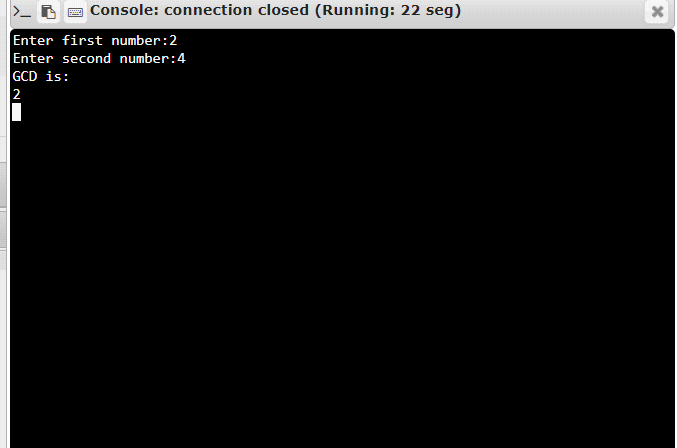 Console: connection closed (Running: 22 seg)
Enter first number:2
Enter second number:4
GCD is:
2